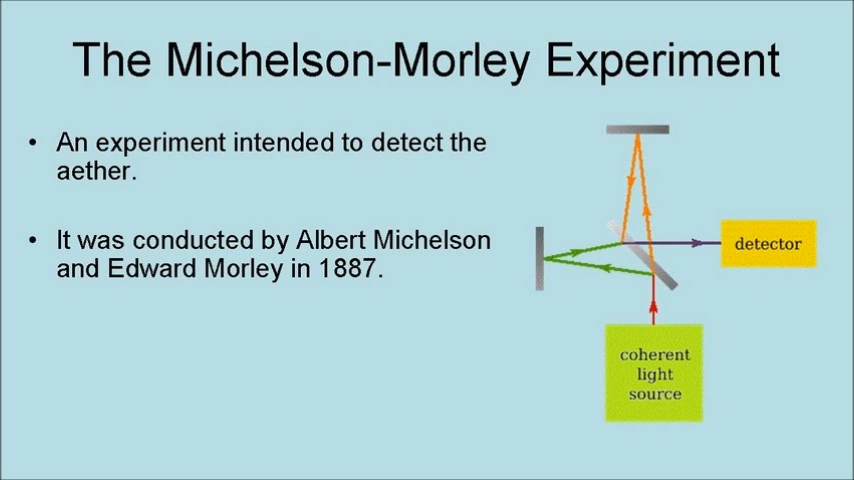 The Michelson-Morley Experiment
• An experiment intended to detect the
aether.
• It was conducted by Albert Michelson
and Edward Morley in 1887.
detector
coherent
light
source